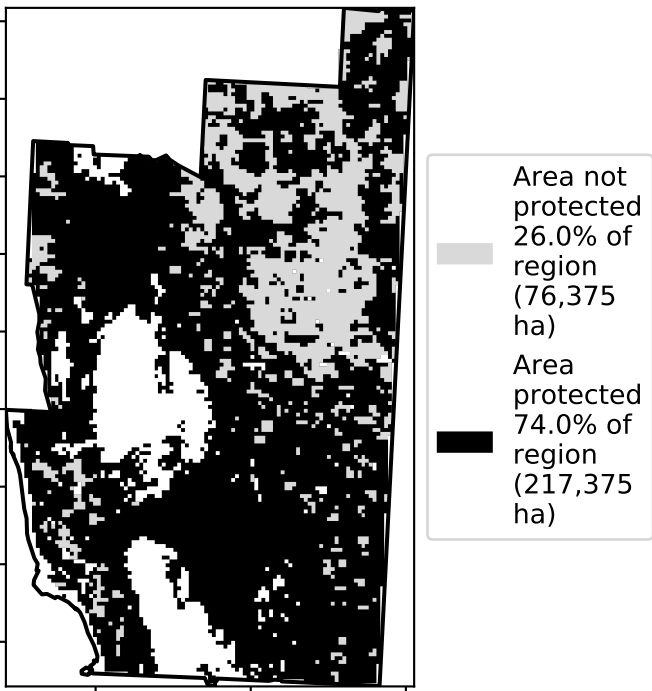 Area not
protected
26.0% of
region
(76,375
ha)
Area
protected
74.0% of
region
(217,375
ha)